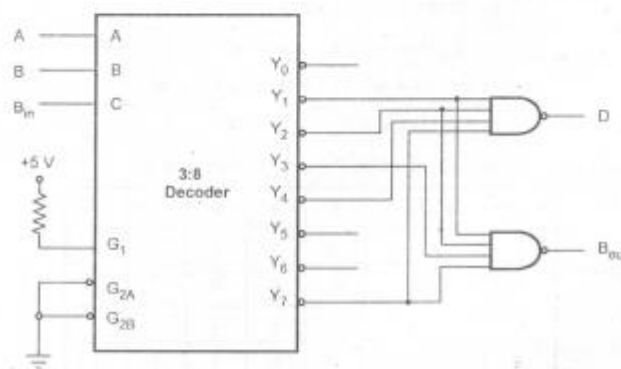 A
B
B_in
+5 V
A
B
C
3:8
Decoder
G_1
G_2A
G_2B
Y_0
Y_1
Y_2
Y_3
Y_4
Y_5
Y_6
Y_7
D
B_ou